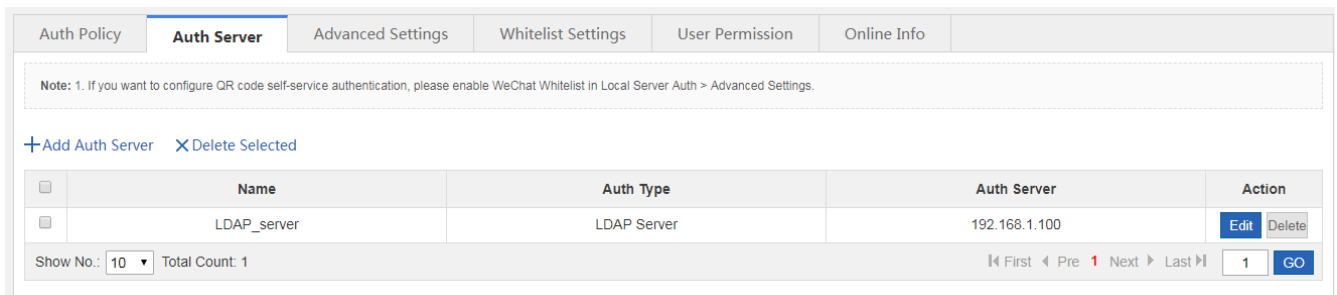 Auth Policy Auth Server Advanced Settings Whitelist Settings User Permission Online Info
Note: 1. If you want to configure QR code self-service authentication, please enable WeChat Whitelist in Local Server Auth > Advanced Settings.
Add Auth Server Delete Selected
Name Auth Type Auth Server Action
LDAP_server LDAP Server 192.168.1.100 Edit Delete
Show No.: 10 Total Count: 1 First Pre 1 Next Last 1 GO